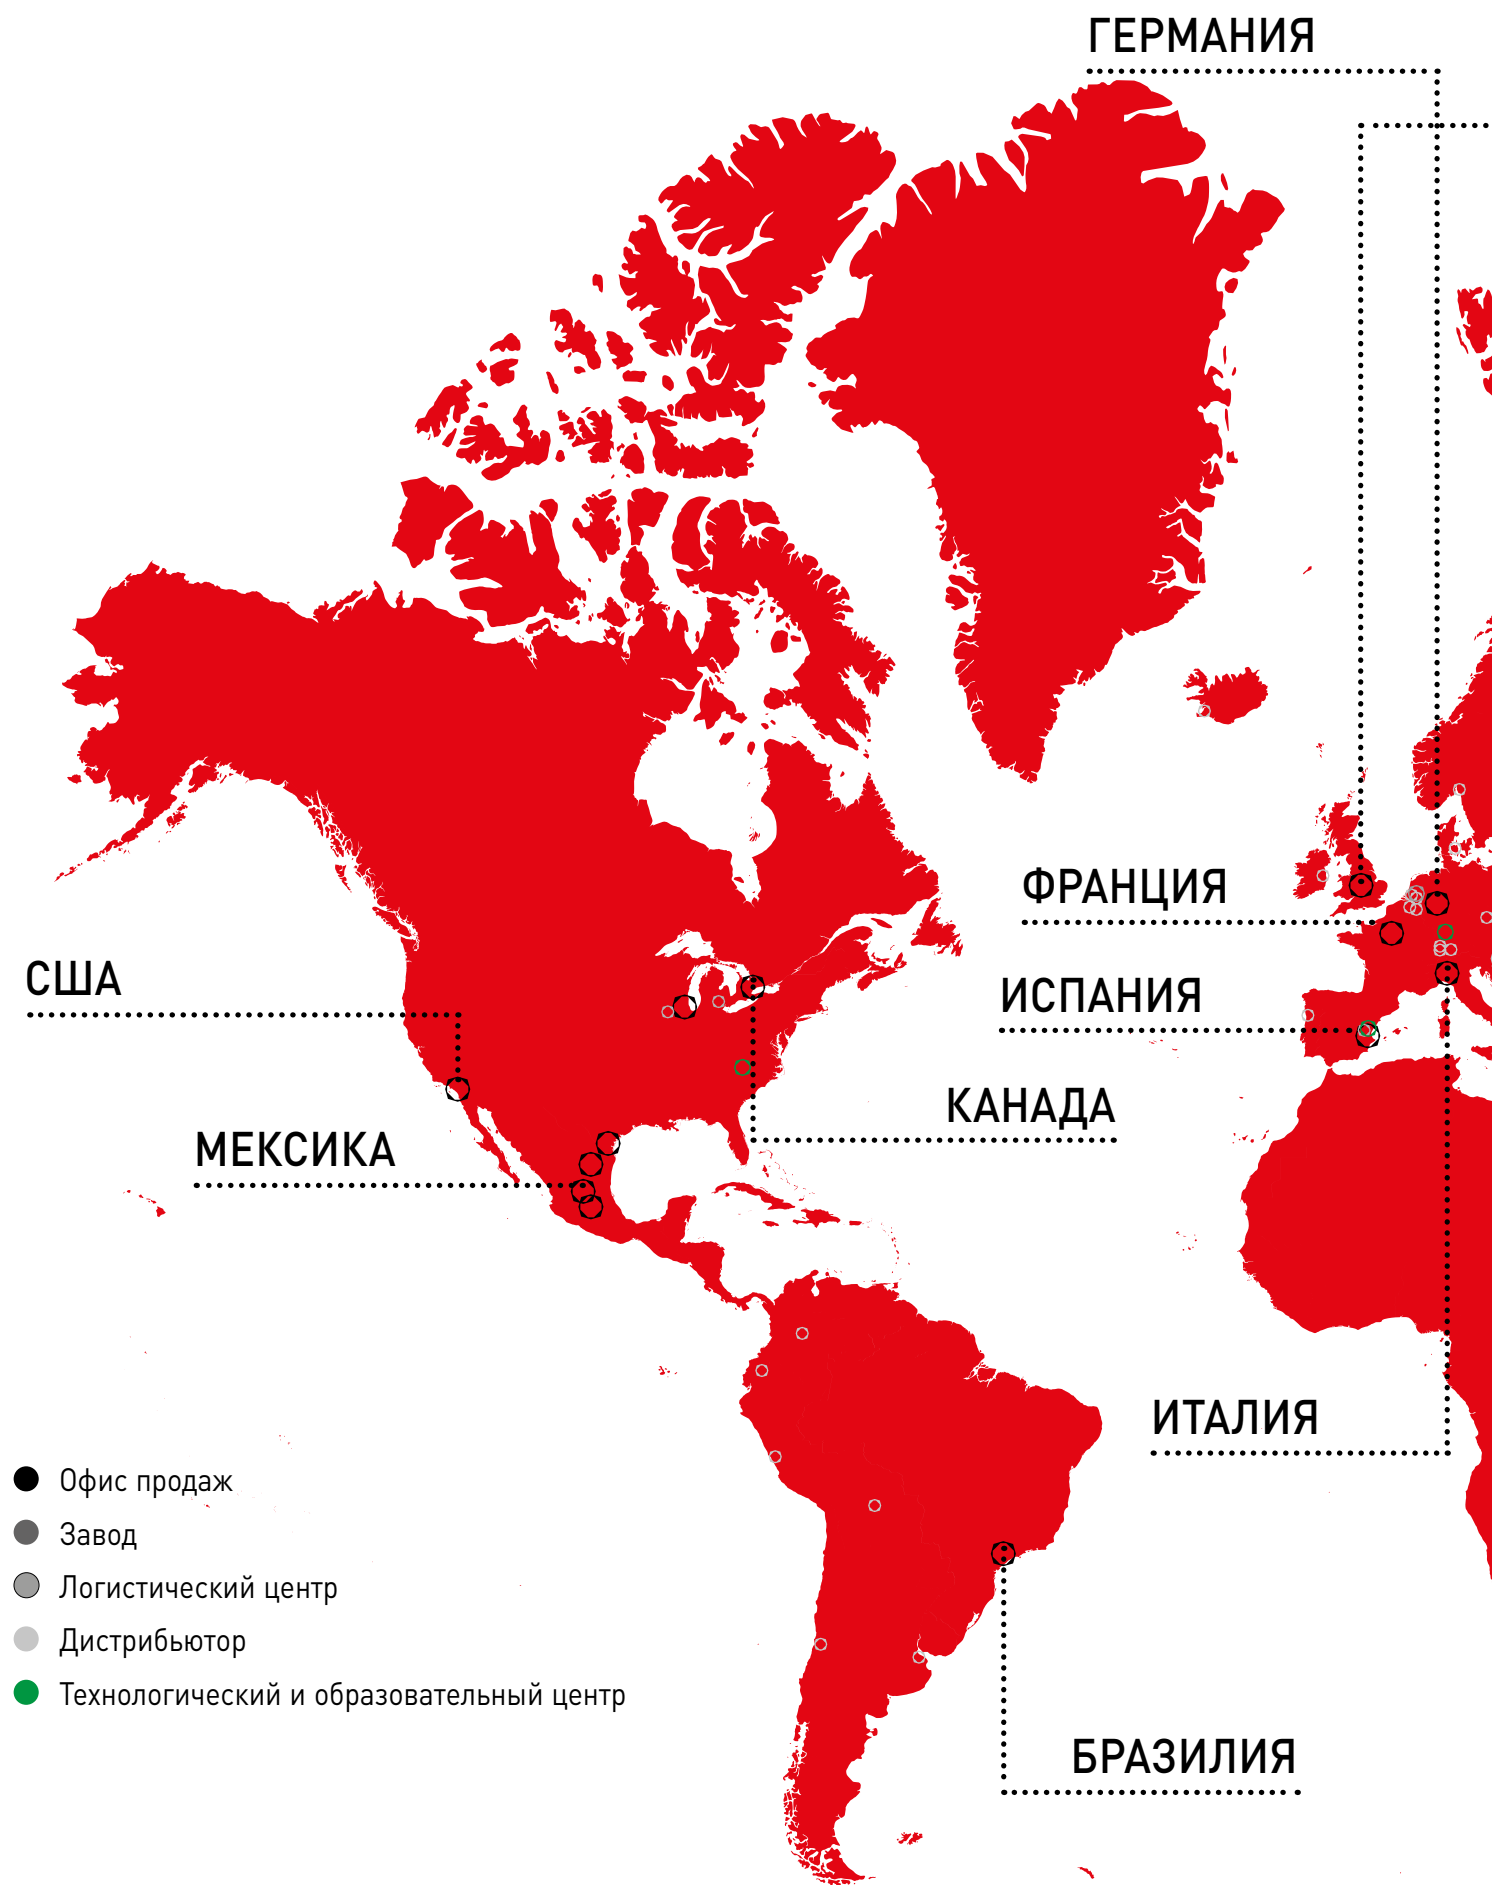 ГЕРМАНИЯ
ФРАНЦИЯ
США
ИСПАНИЯ
КАНАДА
МЕКСИКА
ИТАЛИЯ
Офис продаж
Завод
Логистический центр
Дистрибьютор
Технологический и образовательный центр
БРАЗИЛИЯ